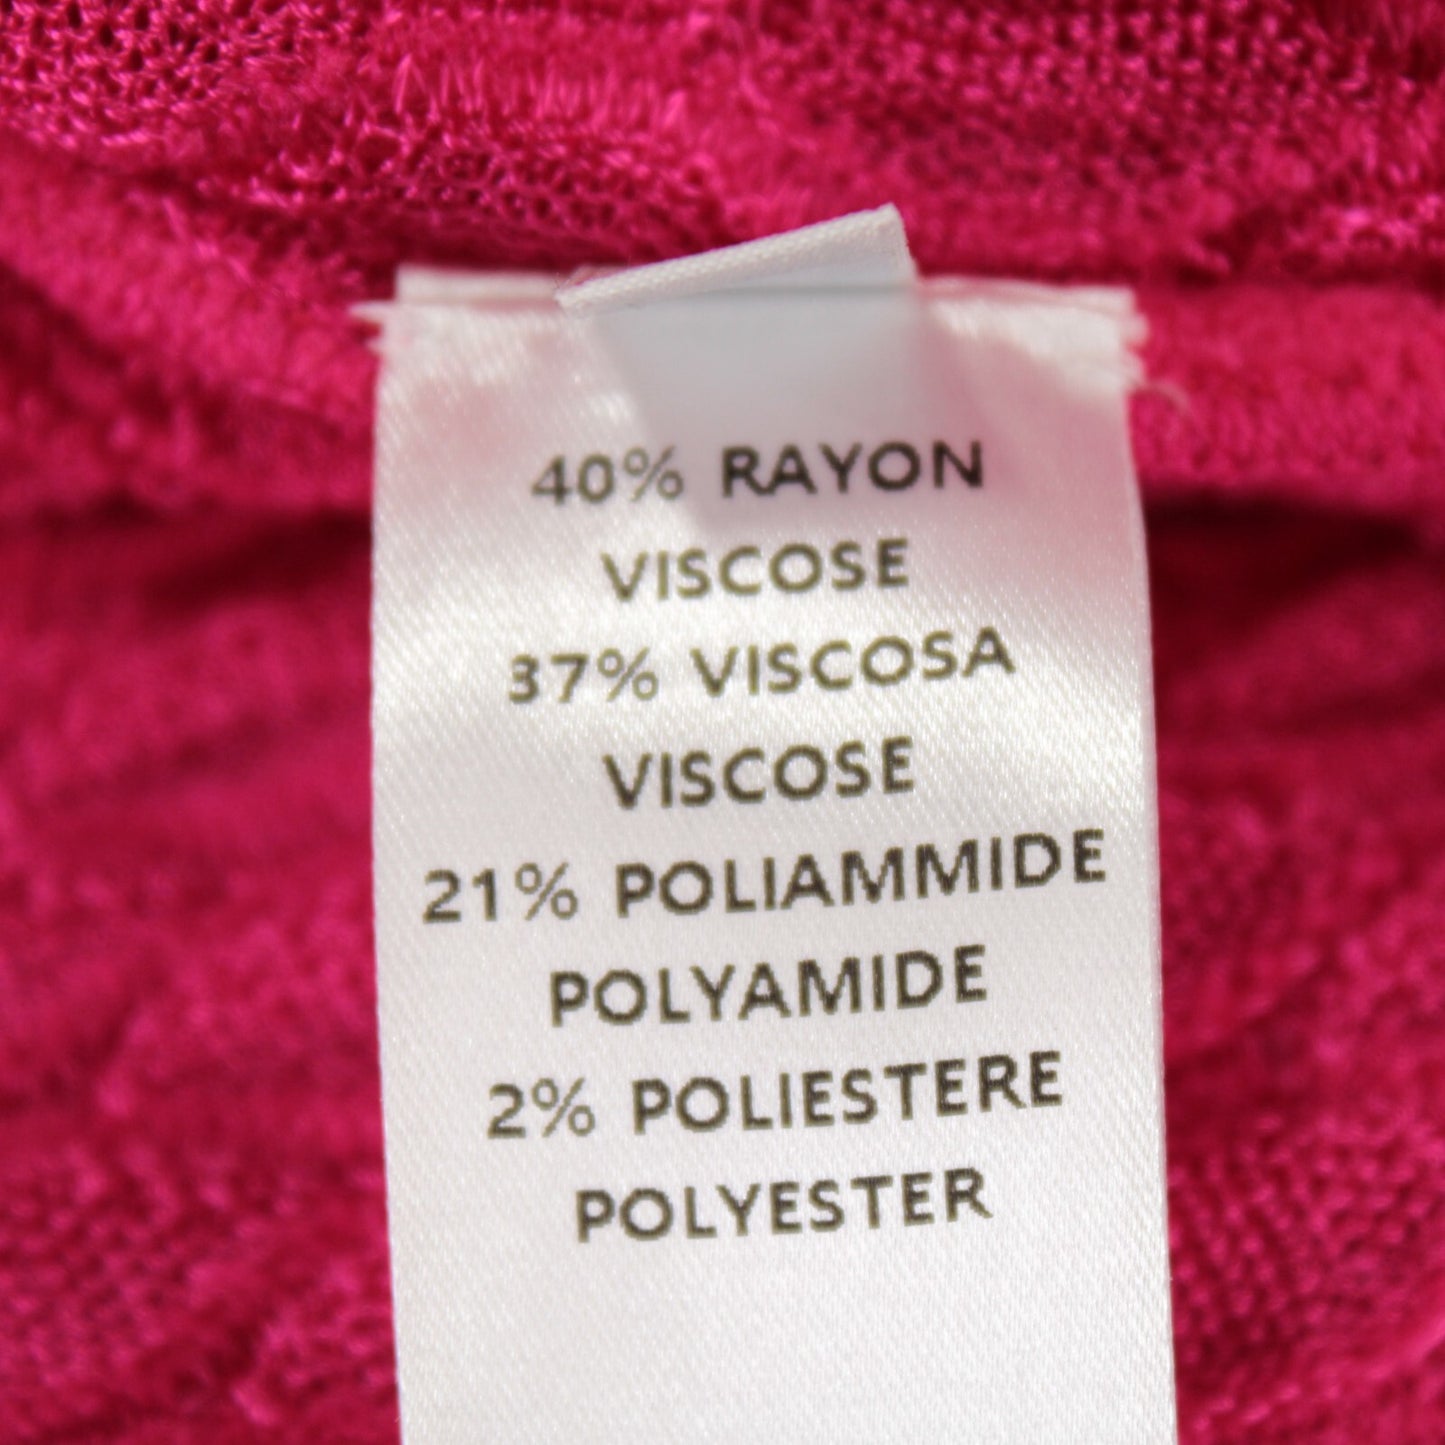 40% RAYON
VISCOSE
37% VISCOSA
VISCOSE
21% POLIAMMIDE
POLYAMIDE
2% POLIESTERE
POLYESTER